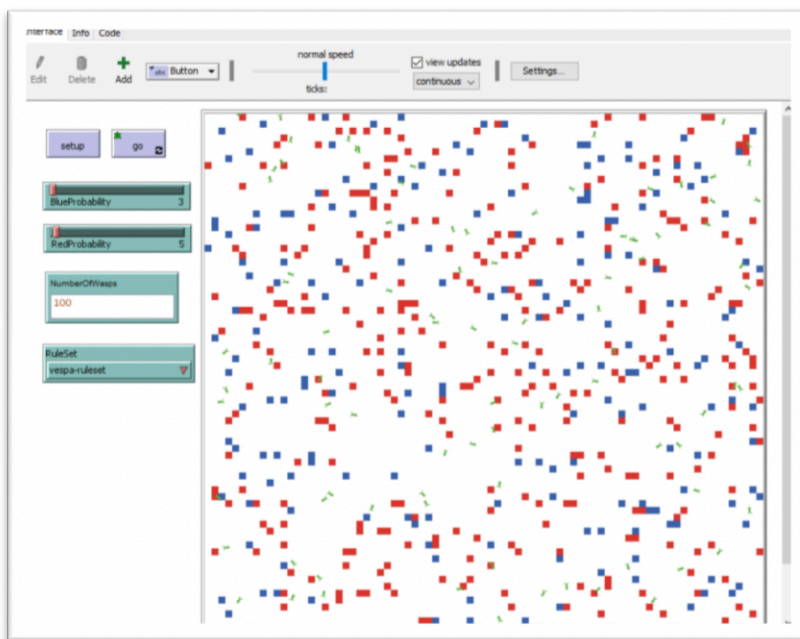 Interface Info Code
Edit
Delete
Add
abc Button
normal speed
ticks:
view updates
continuous
Settings...
setup
go
BlueProbability 3
RedProbability 5
NumberOfWasps
100
RuleSet
vespa-ruleset